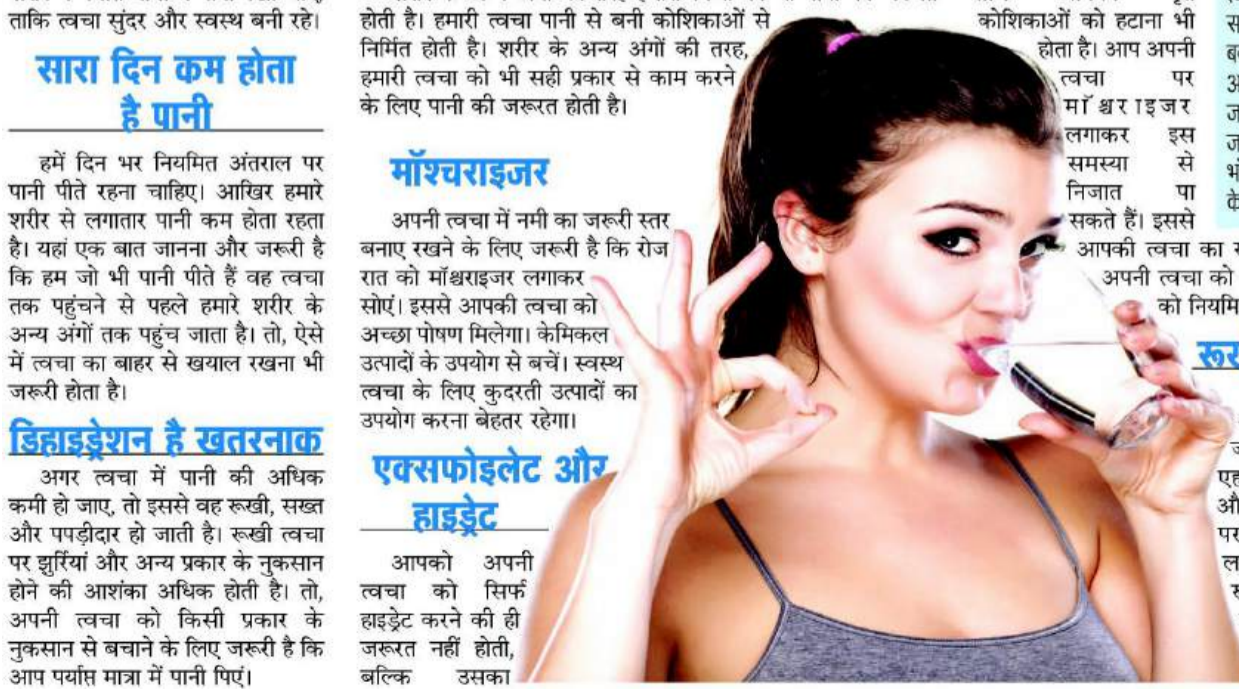 ताकि त्वचा सुंदर और स्वस्थ बनी रहे।
सारा दिन कम होता
है पानी
हमें दिन भर नियमित अंतराल पर
पानी पीते रहना चाहिए। आखिर हमारे
शरीर से लगातार पानी कम होता रहता
है। यहां एक बात जानना और जरूरी है
कि हम जो भी पानी पीते हैं वह त्वचा
तक पहुंचने से पहले हमारे शरीर के
अन्य अंगों तक पहुंच जाता है। तो, ऐसे
में त्वचा का बाहर से खयाल रखना भी
जरूरी होता है।
डिहाइड्रेशन है खतरनाक
अगर त्वचा में पानी की अधिक
कमी हो जाए, तो इससे वह रूखी, सख्त
और पपड़ीदार हो जाती है। रूखी त्वचा
पर झुर्रियां और अन्य प्रकार के नुकसान
होने की आशंका अधिक होती है। तो,
अपनी त्वचा को किसी प्रकार के
नुकसान से बचाने के लिए जरूरी है कि
आप पर्याप्त मात्रा में पानी पिएं।
होती है। हमारी त्वचा पानी से बनी कोशिकाओं से
निर्मित होती है। शरीर के अन्य अंगों की तरह,
हमारी त्वचा को भी सही प्रकार से काम करने
के लिए पानी की जरूरत होती है।
मॉश्चराइजर
अपनी त्वचा में नमी का जरूरी स्तर
बनाए रखने के लिए जरूरी है कि रोज
रात को मॉश्चराइजर लगाकर
सोएं। इससे आपकी त्वचा को
अच्छा पोषण मिलेगा। केमिकल
उत्पादों के उपयोग से बचें। स्वस्थ
त्वचा के लिए कुदरती उत्पादों का
उपयोग करना बेहतर रहेगा।
एक्सफोइलेट और
हाइड्रेट
आपको अपनी
त्वचा को सिर्फ
हाइड्रेट करने की ही
जरूरत नहीं होती,
बल्कि उसका
कोशिकाओं को हटाना भी
होता है। आप अपनी
त्वचा पर
मॉश्चराइजर
लगाकर इस
समस्या से
निजात पा
सकते हैं। इससे
आपकी त्वचा का
अपनी त्वचा को
को नियमि